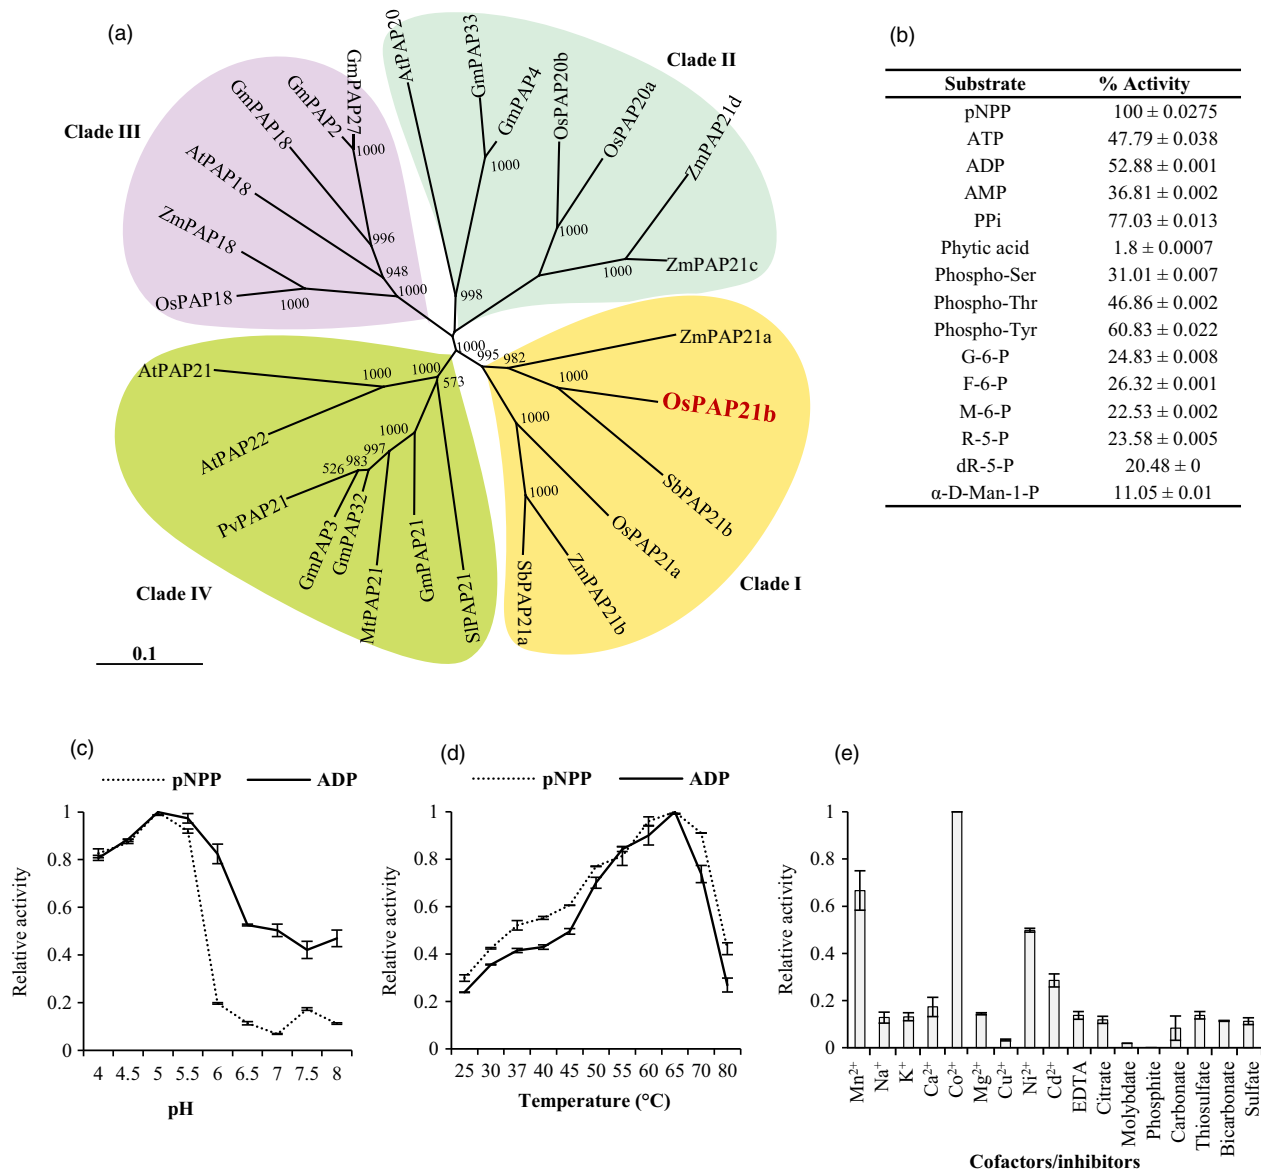 (a)
Clade III
Clade II
GmPAP27
GmPAP2
GmPAP18
AtPAP18
ZmPAP18
OsPAP18
1000
996
948
1000
1000
AtPAP20
GmPAP33
GmPAP4
OsPAP20b
OsPAP20a
ZmPAP21d
ZmPAP21c
1000
1000
1000
998
1000
995
982
ZmPAP21a
1000
OsPAP21b
SbPAP21b
1000
OsPAP21a
1000
ZmPAP21b
SbPAP21a
Clade I
AtPAP21
1000
1000
573
AtPAP22
1000
997
983
526
PvPAP21
GmPAP3
GmPAP32
MtPAP21
GmPAP21
SlPAP21
Clade IV
0.1
(b)
Substrate % Activity
pNPP 100 ± 0.0275
ATP 47.79 ± 0.038
ADP 52.88 ± 0.001
AMP 36.81 ± 0.002
PPi 77.03 ± 0.013
Phytic acid 1.8 ± 0.0007
Phospho-Ser 31.01 ± 0.007
Phospho-Thr 46.86 ± 0.002
Phospho-Tyr 60.83 ± 0.022
G-6-P 24.83 ± 0.008
F-6-P 26.32 ± 0.001
M-6-P 22.53 ± 0.002
R-5-P 23.58 ± 0.005
dR-5-P 20.48 ± 0
α-D-Man-1-P 11.05 ± 0.01
(c)
pNPP ADP
Relative activity
1
0.8
0.6
0.4
0.2
0
4 4.5 5 5.5 6 6.5 7 7.5 8
pH
(d)
pNPP ADP
Relative activity
1
0.8
0.6
0.4
0.2
0
25 30 37 40 45 50 55 60 65 70 80
Temperature (°C)
(e)
Relative activity
1
0.8
0.6
0.4
0.2
0
Mn²⁺
Na⁺
K⁺
Ca²⁺
Co²⁺
Mg²⁺
Cu²⁺
Ni²⁺
Cd²⁺
EDTA
Citrate
Molybdate
Phosphite
Carbonate
Thiosulfate
Bicarbonate
Sulfate
Cofactors/inhibitors